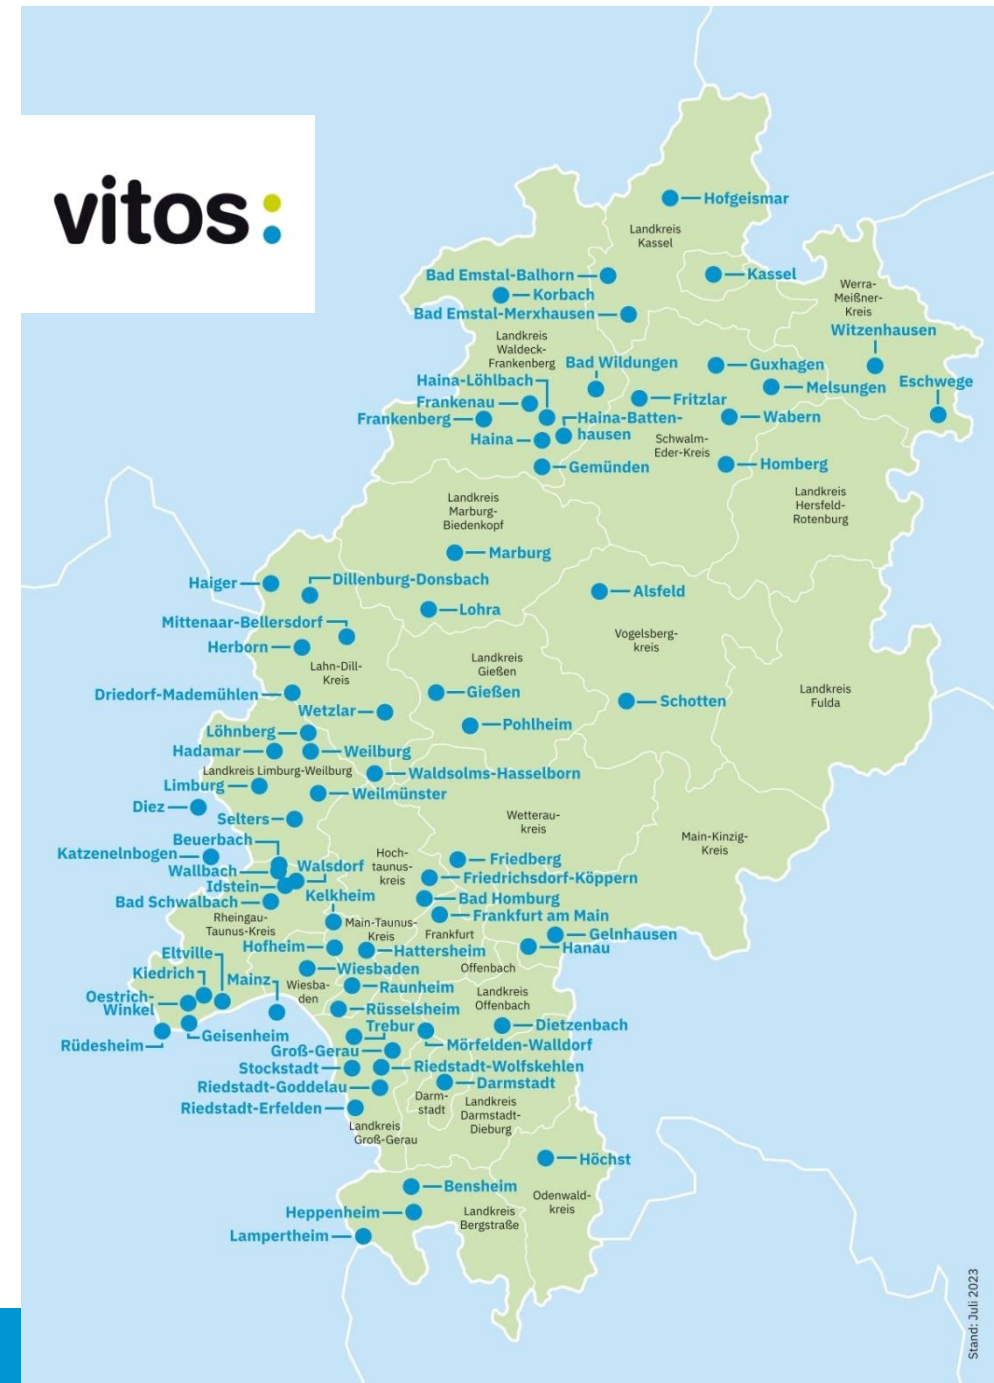 vitos:
Hofgeismar
Landkreis
Kassel
Bad Emstal-Balhorn
Kassel
Korbach
Werra-
Meißner-
Kreis
Bad Emstal-Merxhausen
Witzenhausen
Landkreis
Waldeck-
Frankenberg
Bad Wildungen
Guxhagen
Haina-Löhlbach
Melsungen
Eschwege
Frankenau
Fritzlar
Frankenberg
Haina-Batten-
hausen
Wabern
Haina
Schwalm-
Eder-Kreis
Gemünden
Homberg
Landkreis
Hersfeld-
Rotenburg
Landkreis
Marburg-
Biedenkopf
Marburg
Haiger
Dillenburg-Donsbach
Alsfeld
Lohra
Mittenaar-Bellersdorf
Vogelsberg-
kreis
Herborn
Lahn-Dill-
Kreis
Landkreis
Gießen
Landkreis
Fulda
Driedorf-Mademühlen
Gießen
Schotten
Wetzlar
Pohlheim
Löhnberg
Hadamar
Weilburg
Landkreis Limburg-Weilburg
Waldsolms-Hasselborn
Limburg
Weilmünster
Diez
Selters
Wetterau-
kreis
Main-Kinzig-
Kreis
Beuerbach
Katzenelnbogen
Hoch-
taunus-
kreis
Friedberg
Wallbach
Walsdorf
Friedrichsdorf-Köppern
Idstein
Kelkheim
Bad Homburg
Bad Schwalbach
Frankfurt am Main
Rheingau-
Taunus-Kreis
Main-Taunus-
Kreis
Frankfurt
Gelnhausen
Hofheim
Hattersheim
Hanau
Eltville
Kiedrich
Mainz
Wiesbaden
Offenbach
Wiesba-
den
Raunheim
Landkreis
Offenbach
Oestrich-
Winkel
Rüsselsheim
Trebur
Dietzenbach
Rüdesheim
Geisenheim
Mörfelden-Walldorf
Groß-Gerau
Stockstadt
Riedstadt-Wolfskehlen
Riedstadt-Goddelau
Darmstadt
Darm-
stadt
Landkreis
Darmstadt-
Dieburg
Riedstadt-Erfelden
Landkreis
Groß-Gerau
Höchst
Bensheim
Odenwald-
kreis
Heppenheim
Landkreis
Bergstraße
Lampertheim
Stand: Juli 2023